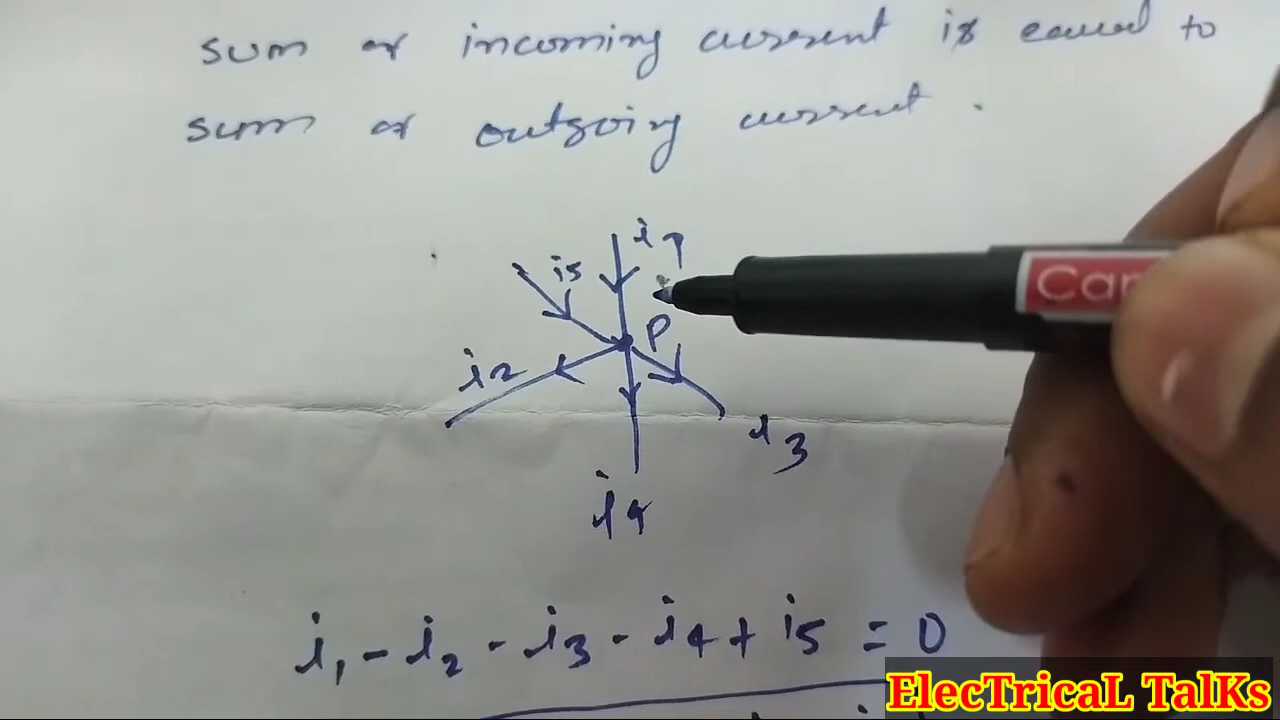 sum of incoming current is equal to
sum of outgoing current.
i1
i5
P
i2
i3
i4
i1 - i2 - i3 - i4 + i5 = 0
Car
ElecTricaL TalKs